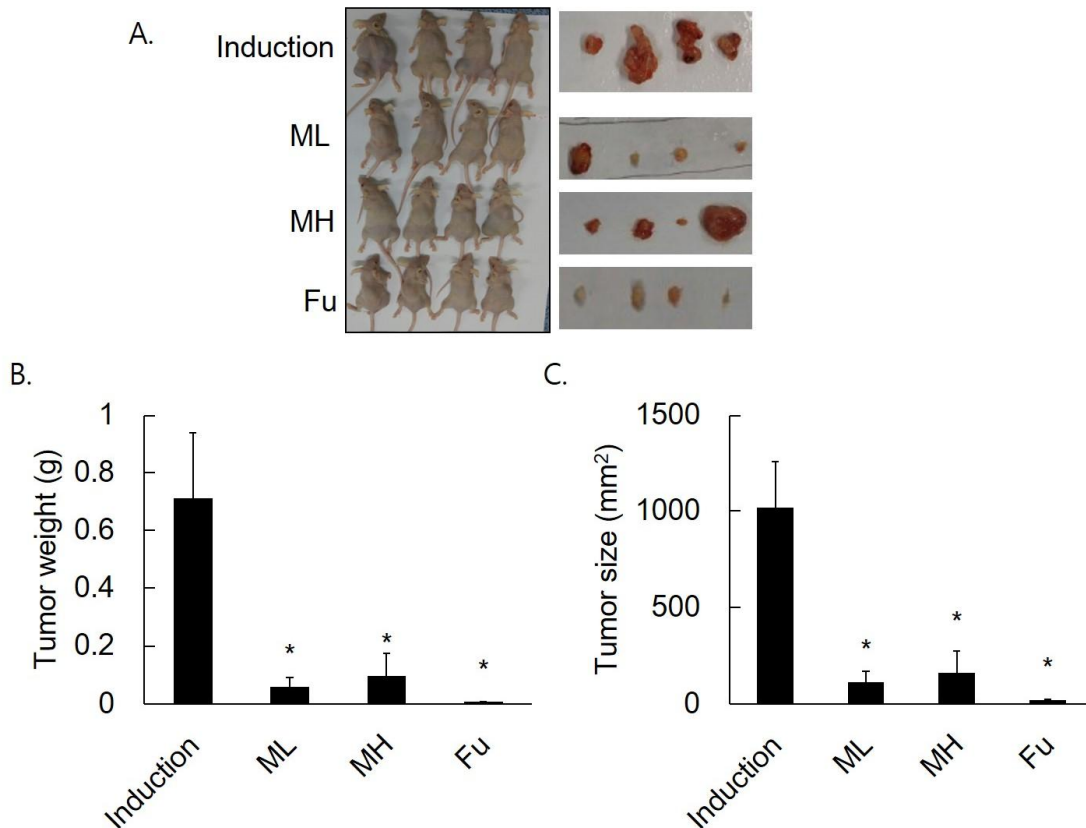 A.
Induction
ML
MH
Fu
B.
Tumor weight (g)
1
0.8
0.6
0.4
0.2
0
*
*
*
Induction
ML
MH
Fu
C.
Tumor size (mm²)
1500
1000
500
0
*
*
*
Induction
ML
MH
Fu